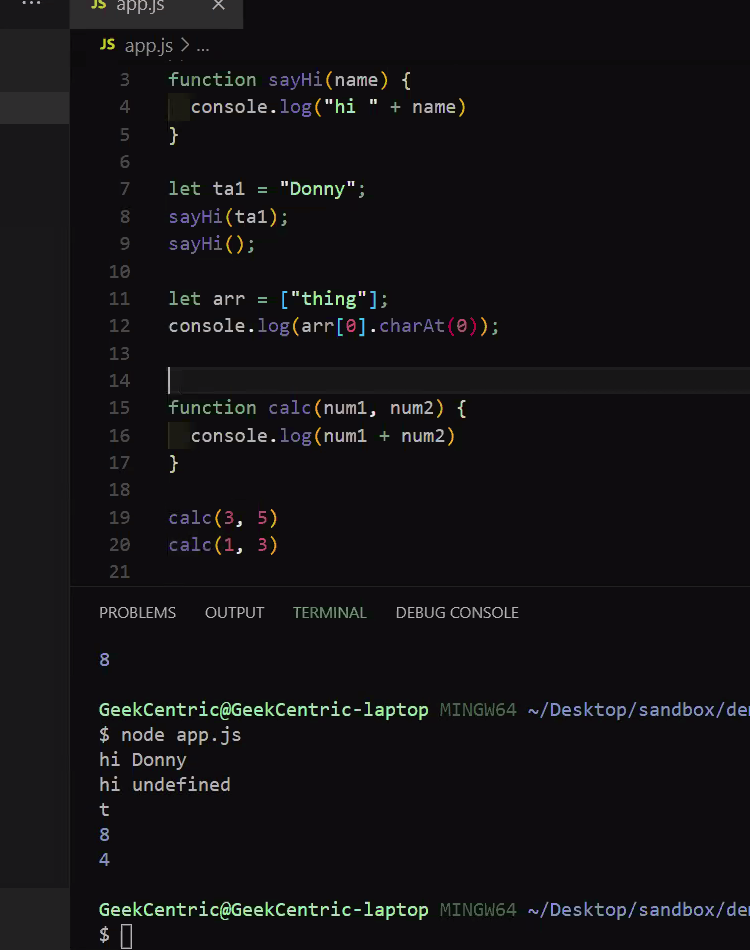 JS app.js ×
JS app.js > ...
3 function sayHi(name) {
4 console.log("hi " + name)
5 }
6
7 let ta1 = "Donny";
8 sayHi(ta1);
9 sayHi();
10
11 let arr = ["thing"];
12 console.log(arr[0].charAt(0));
13
14
15 function calc(num1, num2) {
16 console.log(num1 + num2)
17 }
18
19 calc(3, 5)
20 calc(1, 3)
21
PROBLEMS OUTPUT TERMINAL DEBUG CONSOLE
8
GeekCentric@GeekCentric-laptop MINGW64 ~/Desktop/sandbox/
$ node app.js
hi Donny
hi undefined
t
8
4
GeekCentric@GeekCentric-laptop MINGW64 ~/Desktop/sandbox/
$